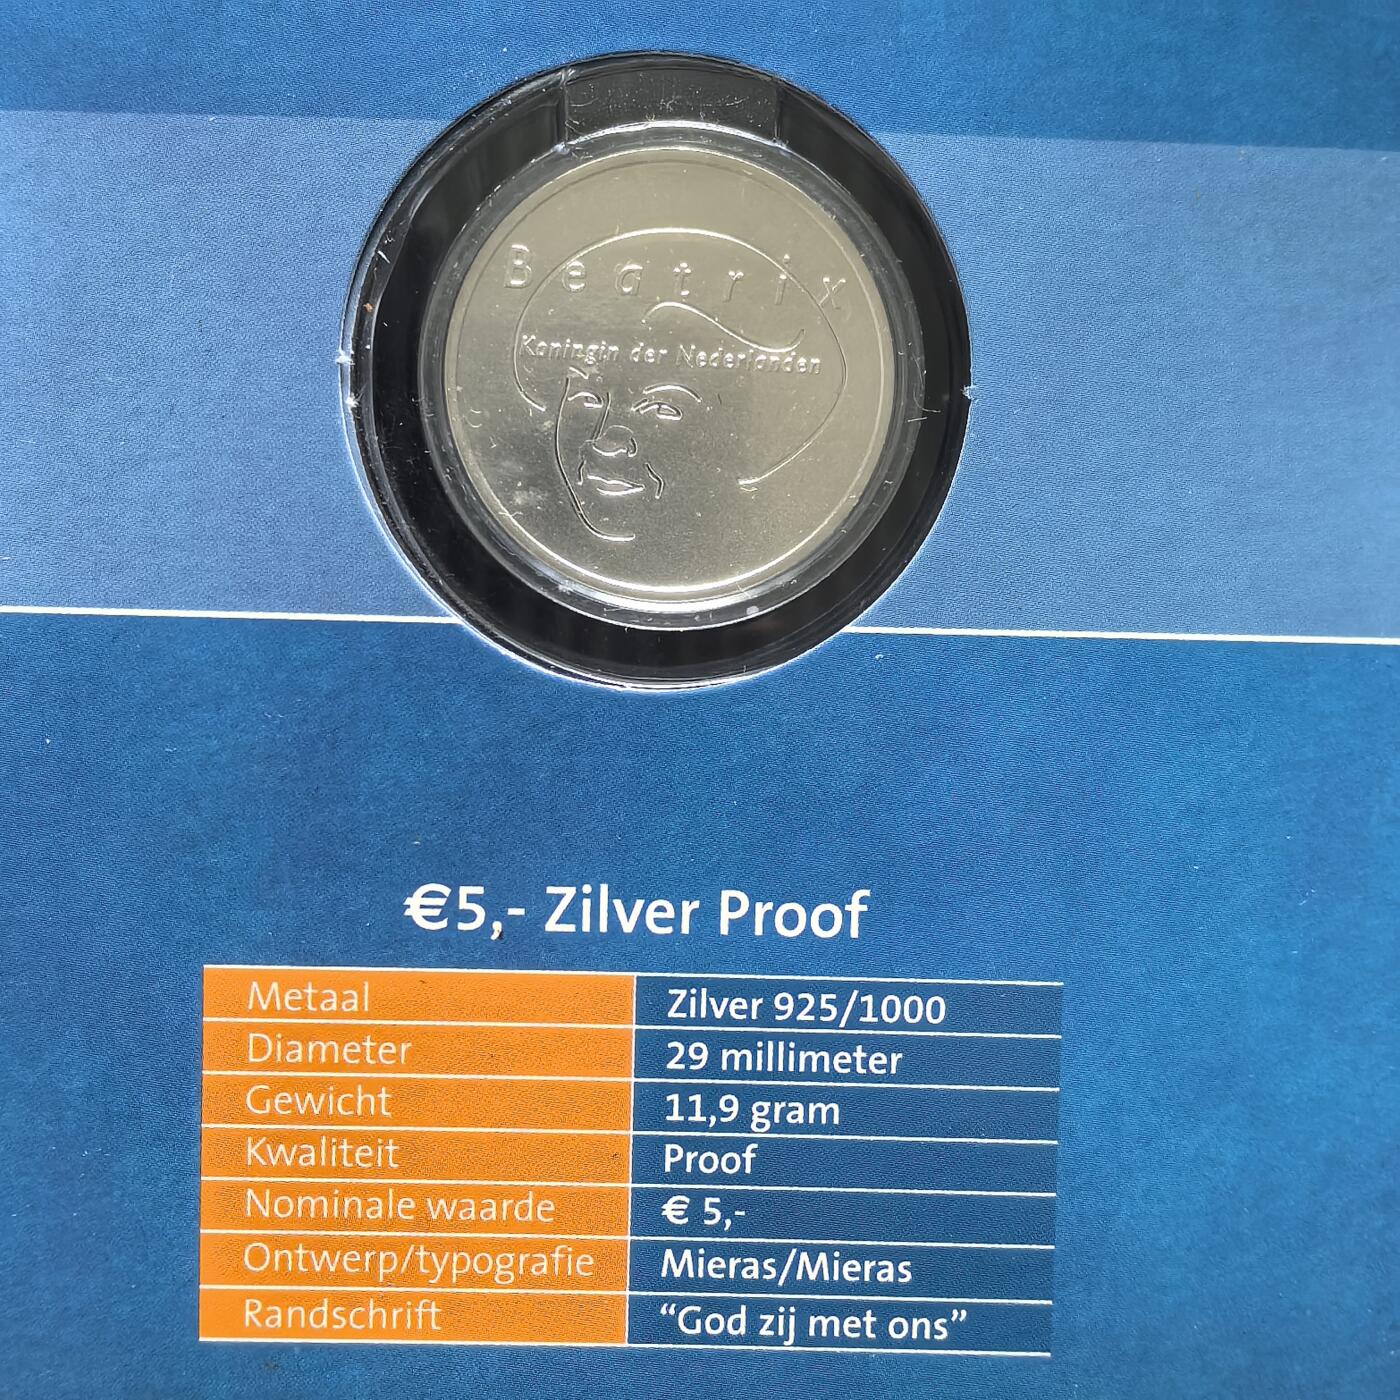 Beatrix
Koningin der Nederlanden
€5,- Zilver Proof
Metaal Zilver 925/1000
Diameter 29 millimeter
Gewicht 11,9 gram
Kwaliteit Proof
Nominale waarde € 5,-
Ontwerp/typografie Mieras/Mieras
Randschrift “God zij met ons”